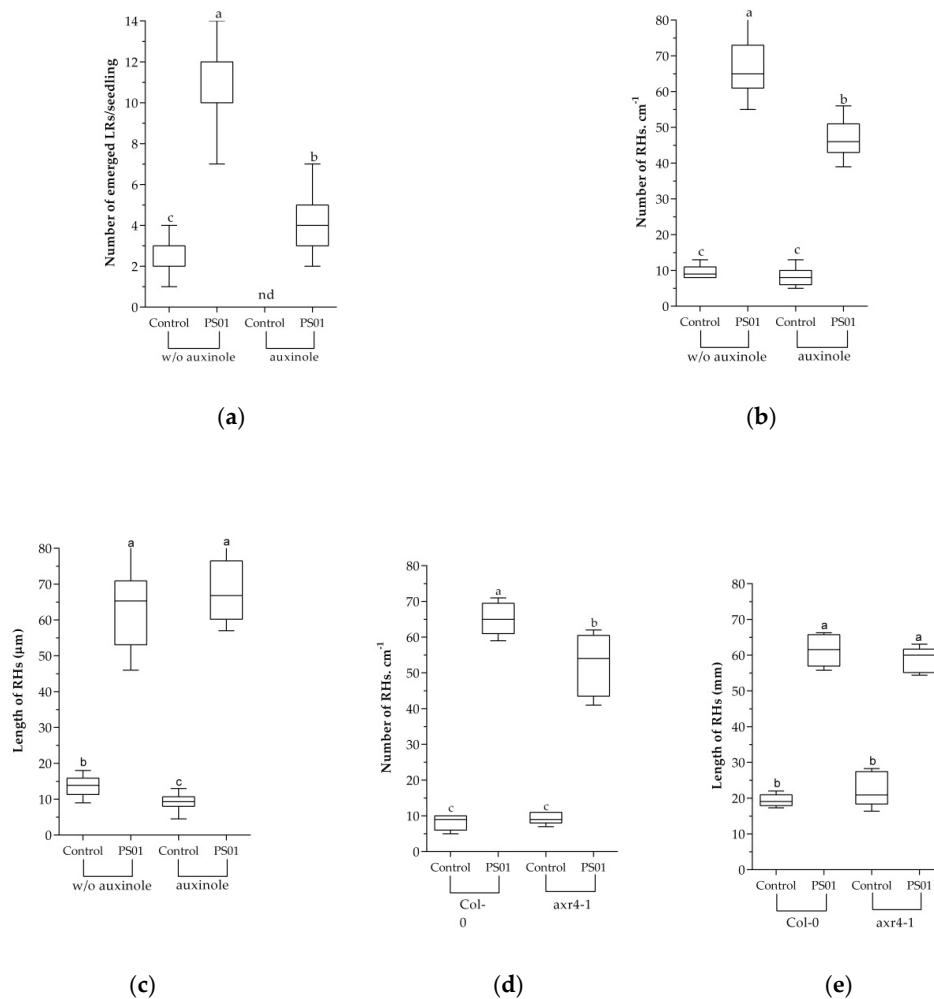 a
14
12
10
8
6
4
2
0
Number of emerged LRs/seedling
c
b
nd
Control PS01 Control PS01
w/o auxinole auxinole
(a)
a
80
70
60
50
40
30
20
10
0
Number of RHs. cm⁻¹
b
c
c
Control PS01 Control PS01
w/o auxinole auxinole
(b)
a a
80
70
60
50
40
30
20
10
0
Length of RHs (µm)
b
c
Control PS01 Control PS01
w/o auxinole auxinole
(c)
80
70
60
50
40
30
20
10
0
Number of RHs. cm⁻¹
a
b
c c
Control PS01 Control PS01
Col-
0
axr4-1
(d)
80
70
60
50
40
30
20
10
0
Length of RHs (mm)
a a
b b
Control PS01 Control PS01
Col-0 axr4-1
(e)